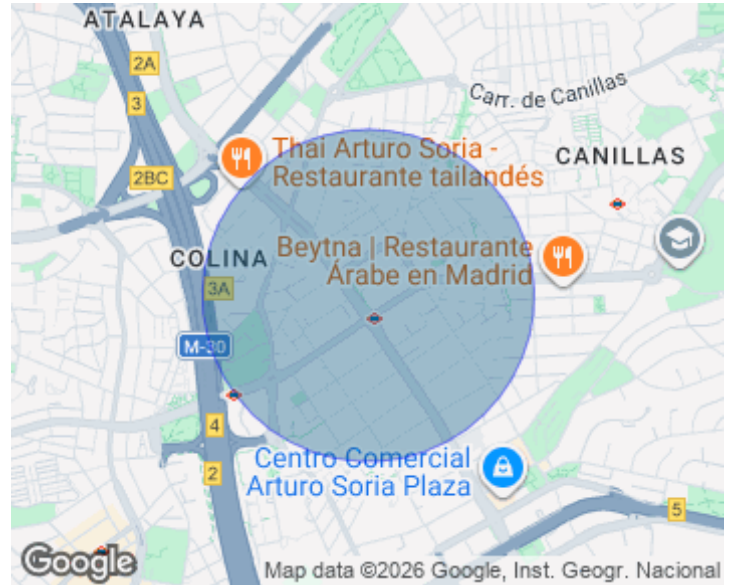 ATALAYA
2A
3
Carr. de Canillas
2BC
Thai Arturo Soria -
Restaurante tailandés
CANILLAS
COLINA
Beytna | Restaurante
Árabe en Madrid
3A
M-30
4
2
Centro Comercial
Arturo Soria Plaza
5
Google
Map data ©2026 Google, Inst. Geogr. Nacional